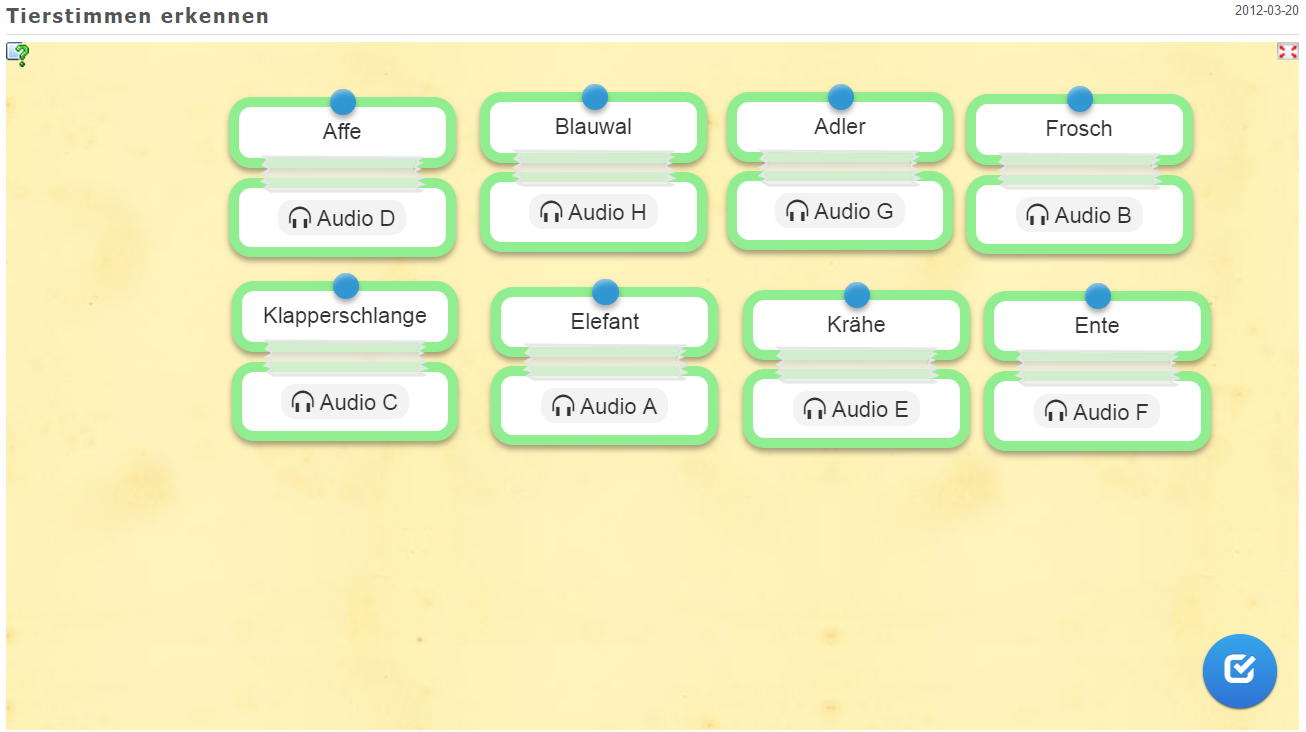 Tierstimmen erkennen
2012-03-20
Affe
Audio D
Blauwal
Audio H
Adler
Audio G
Frosch
Audio B
Klapperschlange
Audio C
Elefant
Audio A
Krähe
Audio E
Ente
Audio F